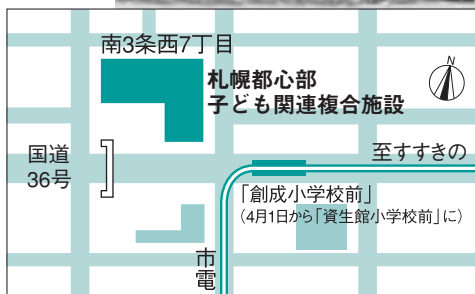 南3条西7丁目
札幌都心部
子ども関連複合施設
N
国道
36号
至すすきの
「創成小学校前」
(4月1日から「資生館小学校前」に)
市電